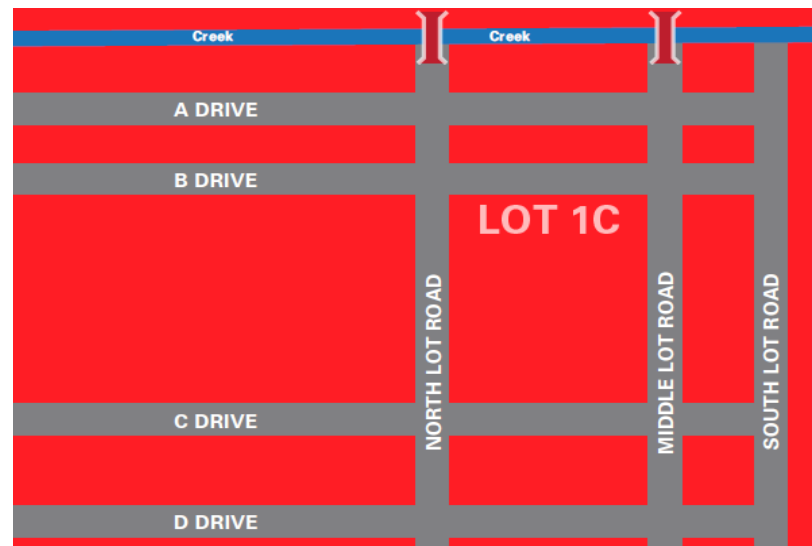 Creek
Creek
A DRIVE
B DRIVE
LOT 1C
NORTH LOT ROAD
MIDDLE LOT ROAD
SOUTH LOT ROAD
C DRIVE
D DRIVE